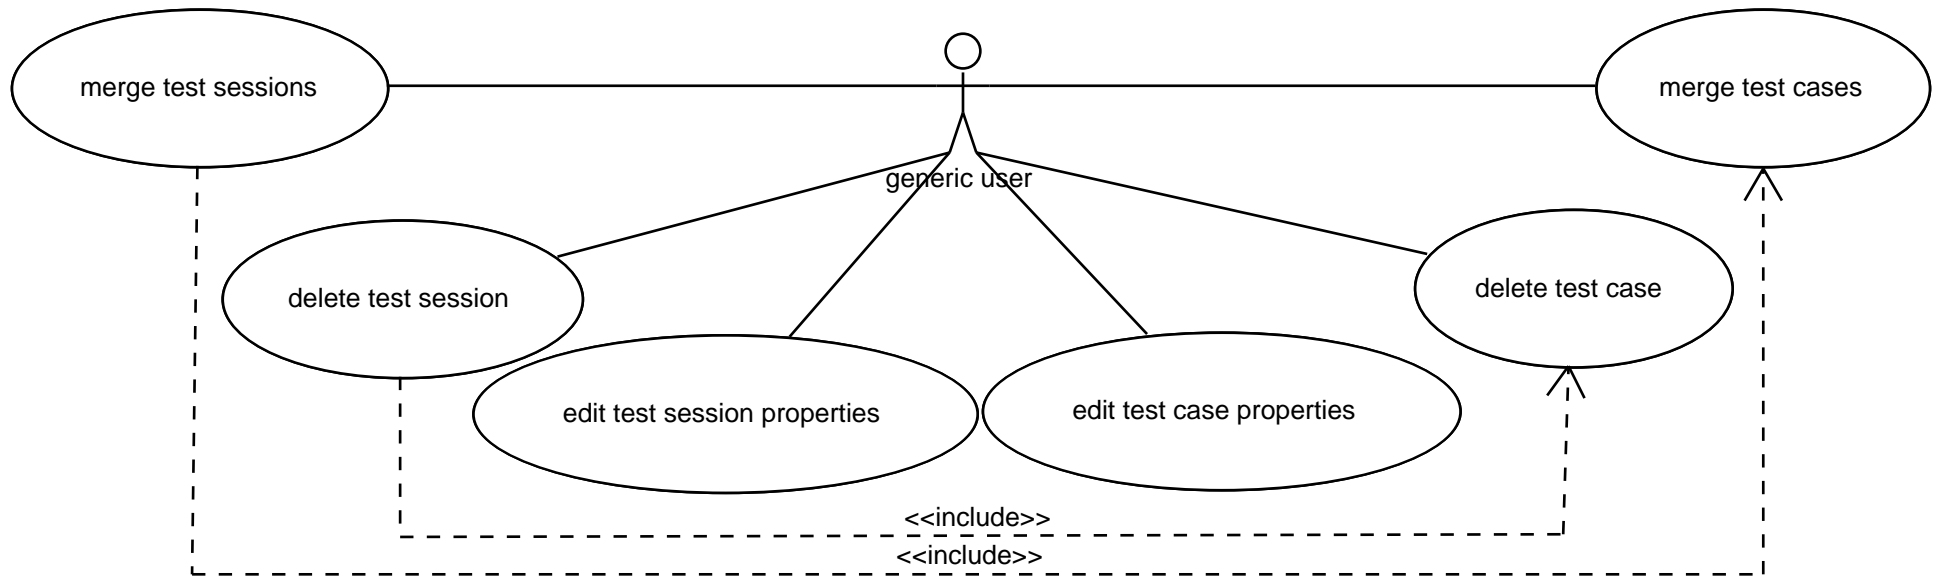 merge test sessions
merge test cases
generic user
delete test session
delete test case
edit test session properties
edit test case properties
<<include>>
<<include>>